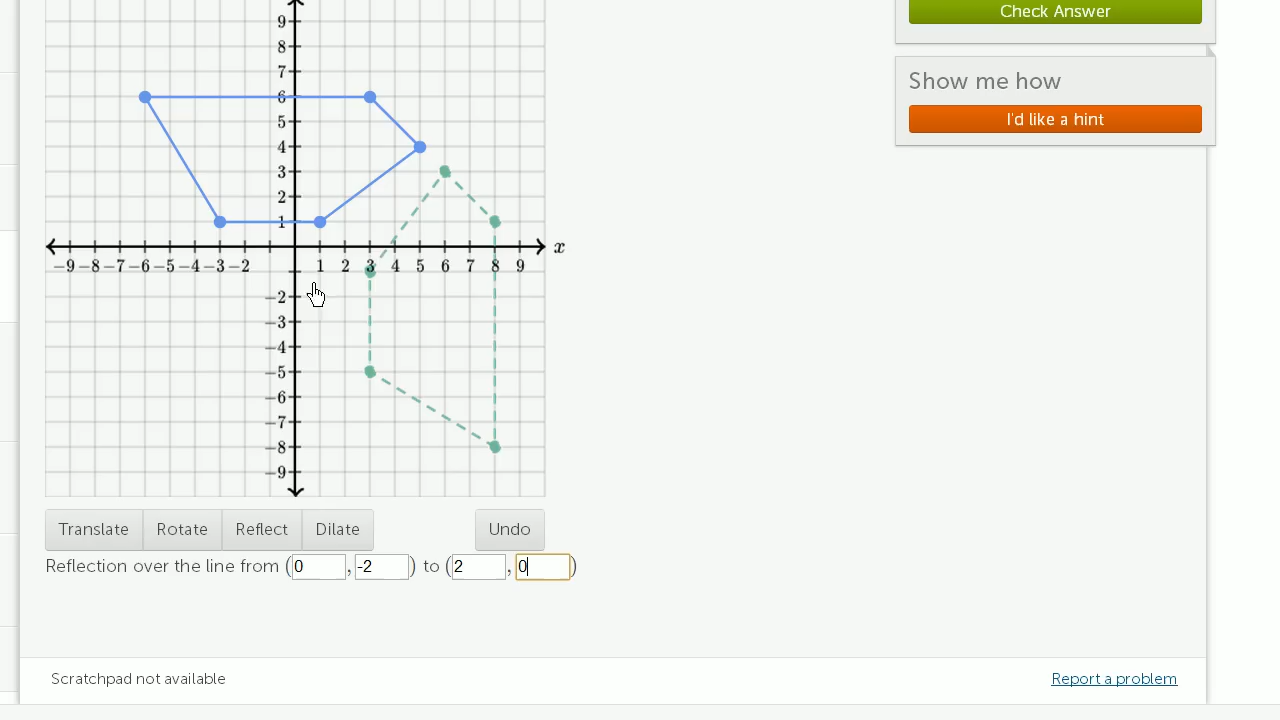 Check Answer
Show me how
I'd like a hint
9
8
7
6
5
4
3
2
1
x
−9 −8 −7 −6 −5 −4 −3 −2 1 2 3 4 5 6 7 8 9
−2
−3
−4
−5
−6
−7
−8
−9
Translate Rotate Reflect Dilate Undo
Reflection over the line from (0, -2) to (2, 0)
Scratchpad not available
Report a problem